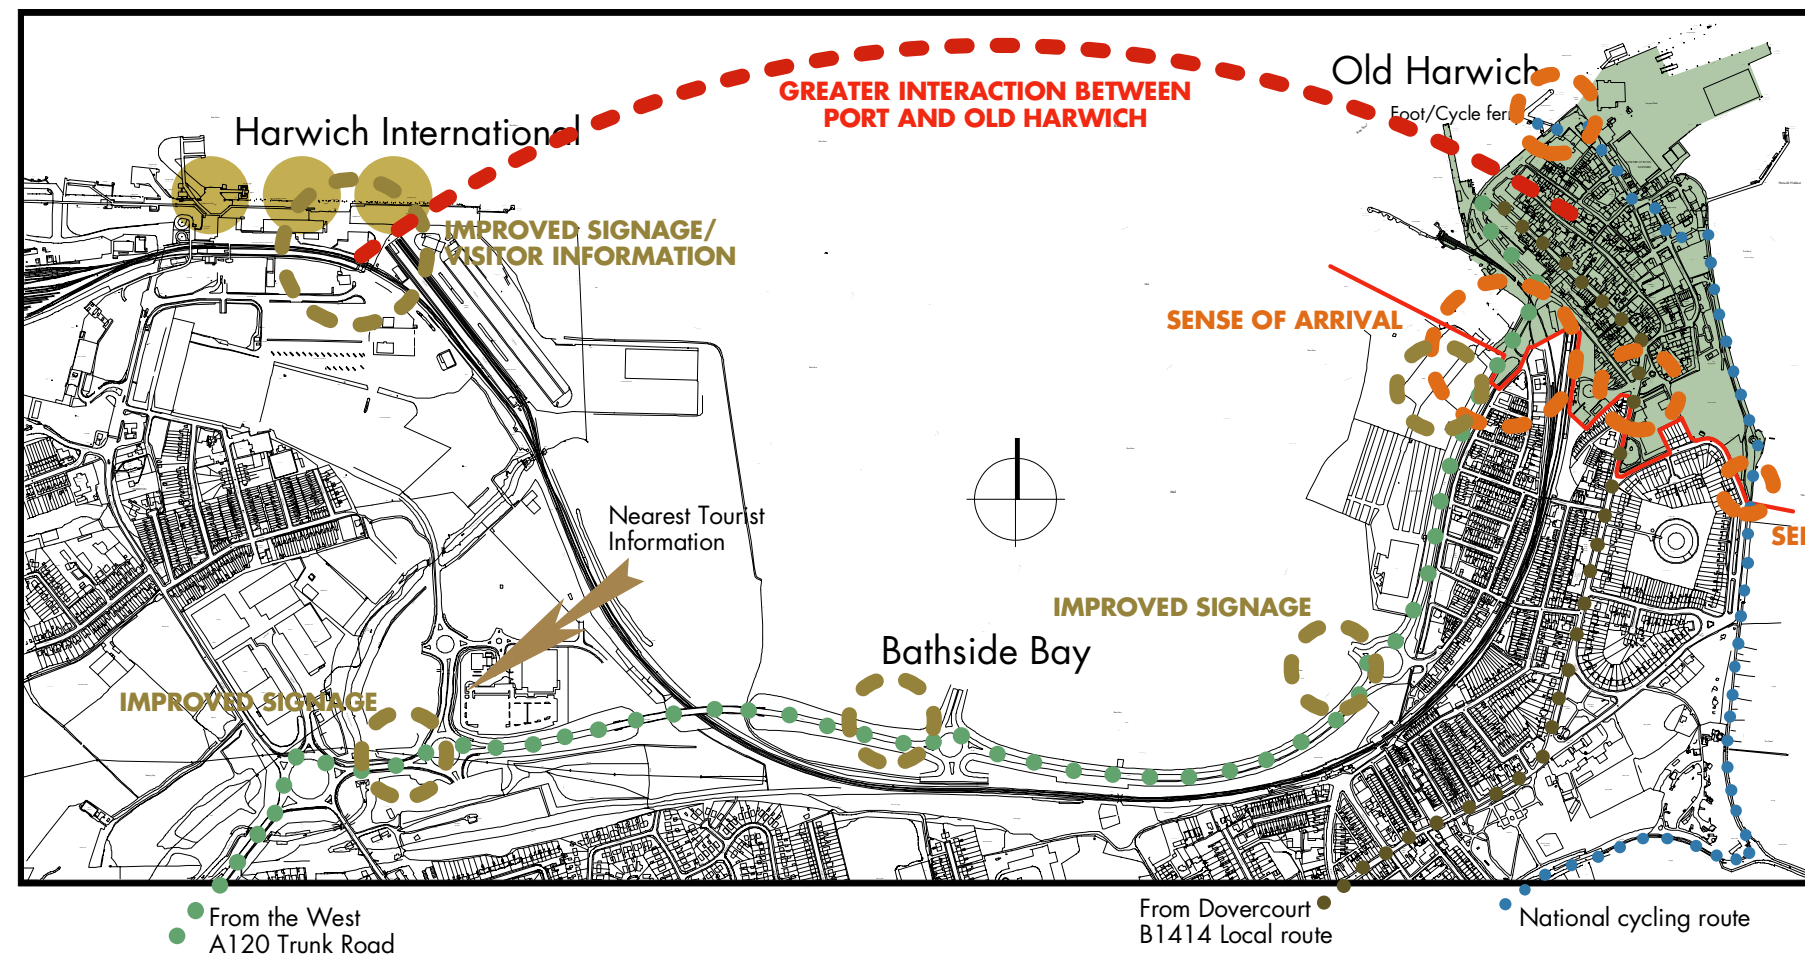 Old Harwich
GREATER INTERACTION BETWEEN
PORT AND OLD HARWICH
Foot/Cycle
Harwich International
IMPROVED SIGNAGE/
VISITOR INFORMATION
SENSE OF ARRIVAL
Nearest Tourist
Information
SE
IMPROVED SIGNAGE
Bathside Bay
IMPROVED SIGNAGE
From the West
A120 Trunk Road
From Dovercourt
B1414 Local route
National cycling route